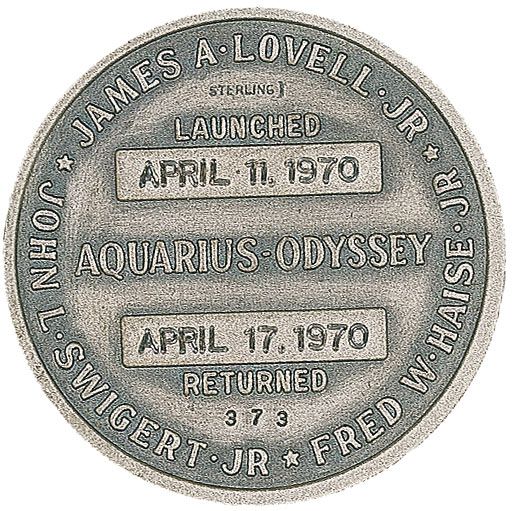 JAMES A·LOVELL·JR
★ FRED W·HAISE·JR
★ JOHN L·SWIGERT·JR ★
STERLING
LAUNCHED
APRIL 11, 1970
AQUARIUS-ODYSSEY
APRIL 17, 1970
RETURNED
373